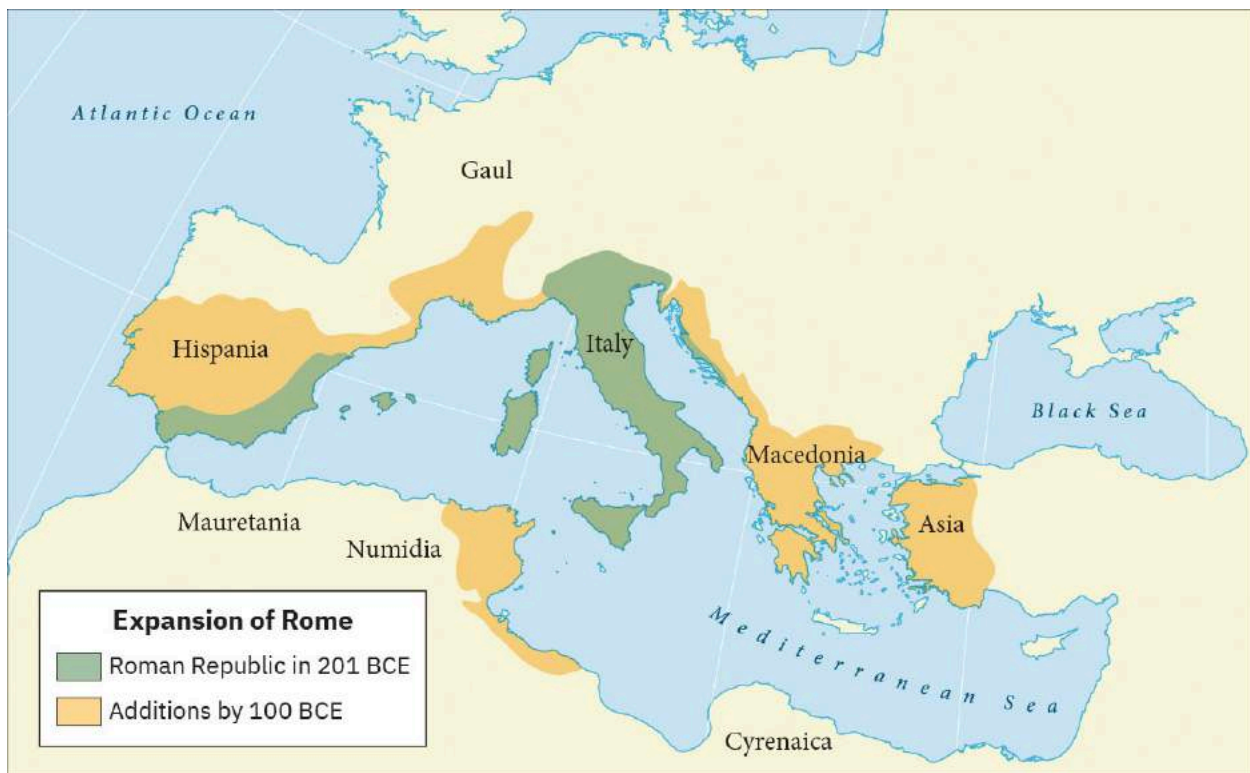 Atlantic Ocean
Gaul
Hispania
Italy
Black Sea
Macedonia
Asia
Mauretania
Numidia
Mediterranean Sea
Cyrenaica
Expansion of Rome
Roman Republic in 201 BCE
Additions by 100 BCE